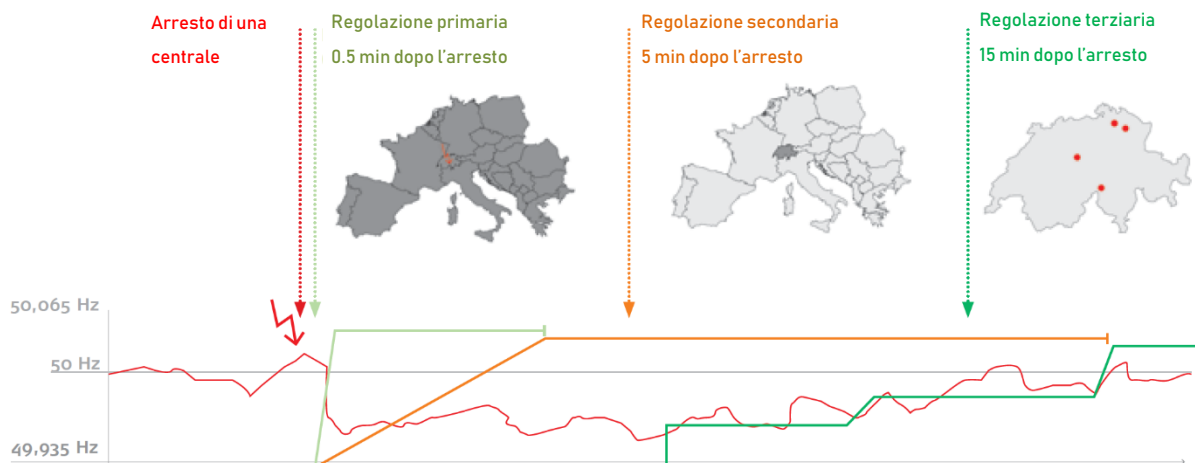 Arresto di una
centrale
Regolazione primaria
0.5 min dopo l'arresto
Regolazione secondaria
5 min dopo l'arresto
Regolazione terziaria
15 min dopo l'arresto
50,065 Hz
50 Hz
49,935 Hz